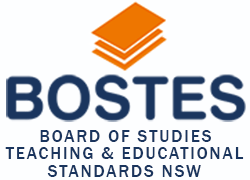 BOSTES
BOARD OF STUDIES
TEACHING & EDUCATIONAL
STANDARDS NSW